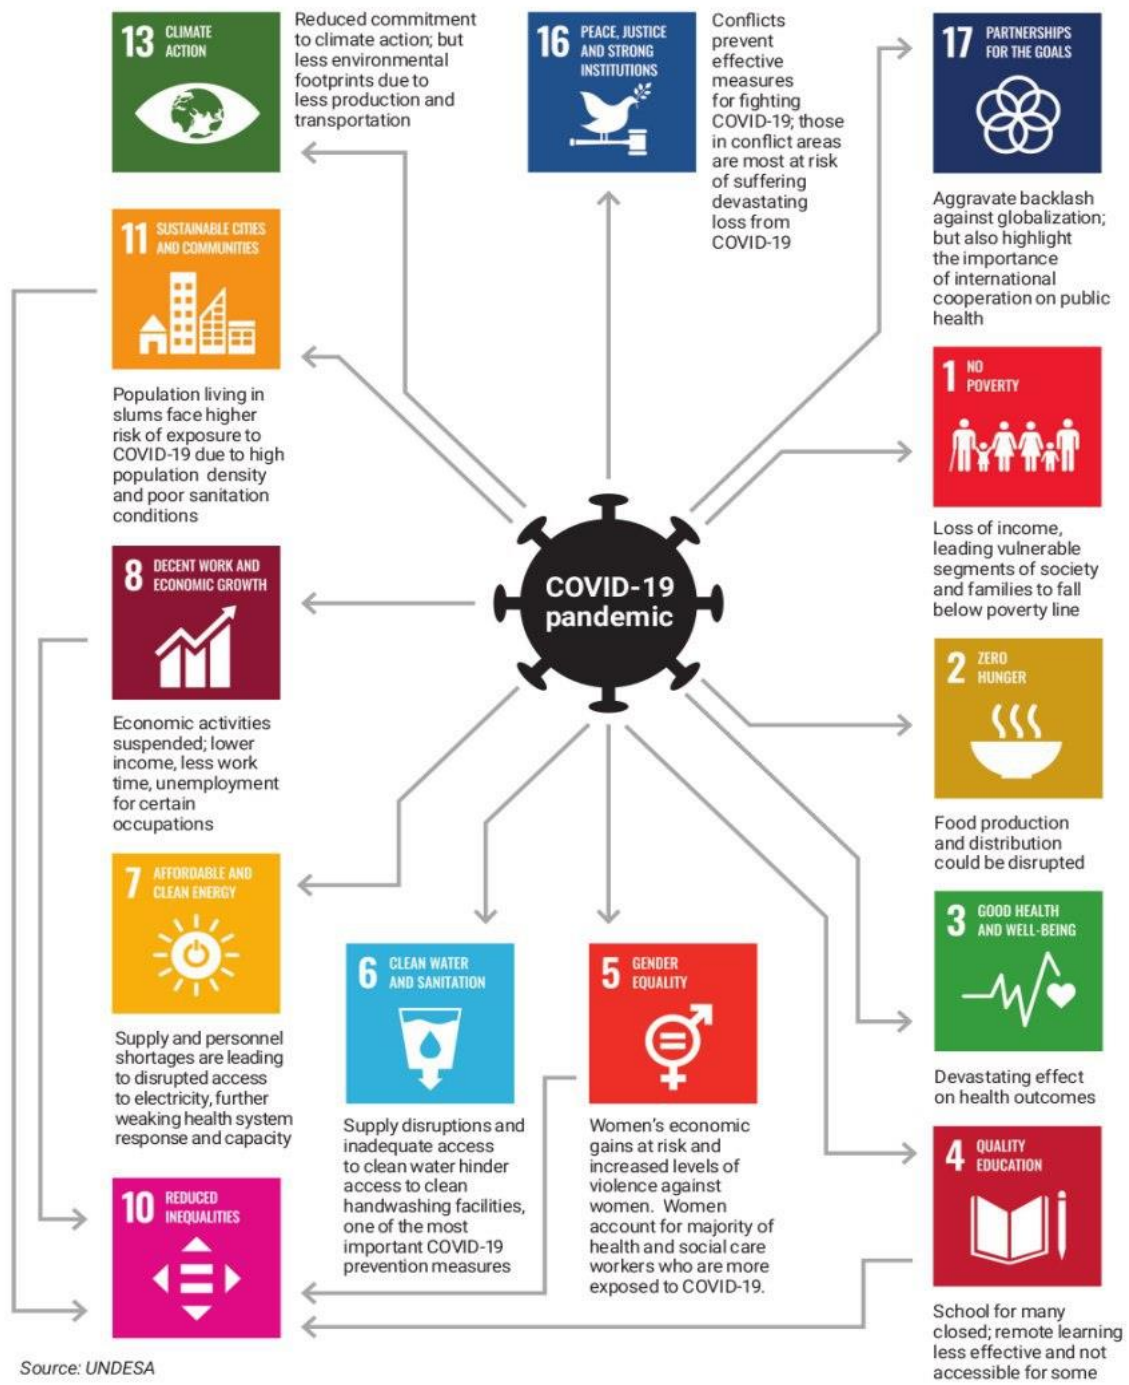 13 CLIMATE
ACTION
Reduced commitment
to climate action; but
less environmental
footprints due to
less production and
transportation
16 PEACE, JUSTICE
AND STRONG
INSTITUTIONS
Conflicts
prevent
effective
measures
for fighting
COVID-19; those
in conflict areas
are most at risk
of suffering
devastating
loss from
COVID-19
17 PARTNERSHIPS
FOR THE GOALS
Aggravate backlash
against globalization;
but also highlight
the importance
of international
cooperation on public
health
11 SUSTAINABLE CITIES
AND COMMUNITIES
Population living in
slums face higher
risk of exposure to
COVID-19 due to high
population density
and poor sanitation
conditions
1 NO
POVERTY
Loss of income,
leading vulnerable
segments of society
and families to fall
below poverty line
COVID-19
pandemic
8 DECENT WORK AND
ECONOMIC GROWTH
Economic activities
suspended; lower
income, less work
time, unemployment
for certain
occupations
2 ZERO
HUNGER
Food production
and distribution
could be disrupted
7 AFFORDABLE AND
CLEAN ENERGY
Supply and personnel
shortages are leading
to disrupted access
to electricity, further
weaking health system
response and capacity
6 CLEAN WATER
AND SANITATION
Supply disruptions and
inadequate access
to clean water hinder
access to clean
handwashing facilities,
one of the most
important COVID-19
prevention measures
5 GENDER
EQUALITY
Women's economic
gains at risk and
increased levels of
violence against
women. Women
account for majority of
health and social care
workers who are more
exposed to COVID-19.
3 GOOD HEALTH
AND WELL-BEING
Devastating effect
on health outcomes
4 QUALITY
EDUCATION
School for many
closed; remote learning
less effective and not
accessible for some
10 REDUCED
INEQUALITIES
Source: UNDESA